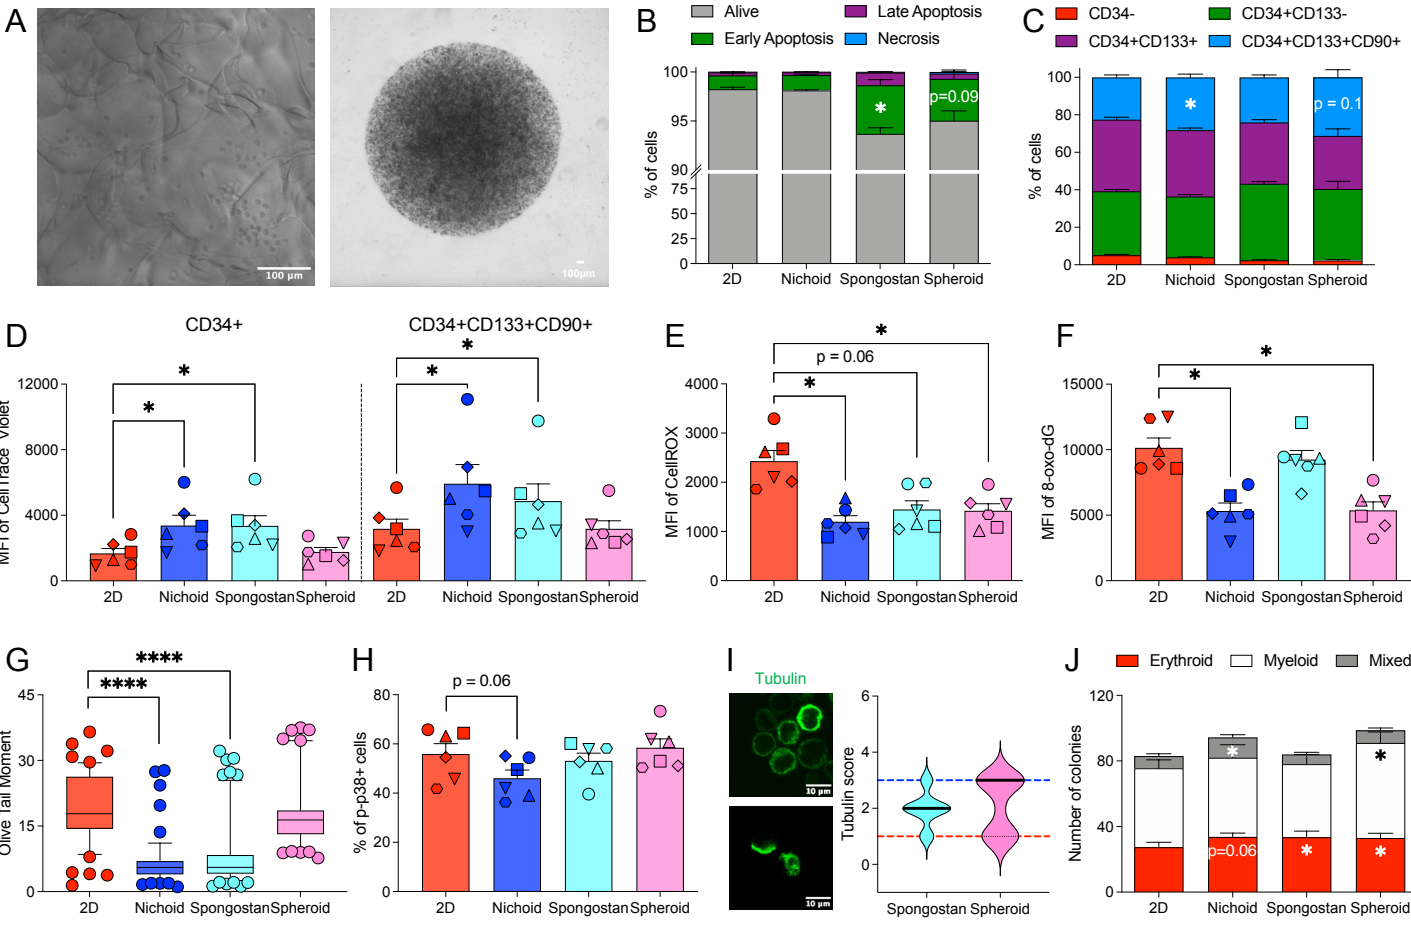 A
100 µm
100µm
B
Alive
Late Apoptosis
Early Apoptosis
Necrosis
% of cells
100
95
90
75
50
25
0
*
p=0.09
2D Nichoid Spongostan Spheroid
C
CD34-
CD34+CD133-
CD34+CD133+
CD34+CD133+CD90+
% of cells
100
80
60
40
20
0
*
p = 0.1
2D Nichoid Spongostan Spheroid
D
CD34+
CD34+CD133+CD90+
MFI of CellTrace Violet
12000
8000
4000
0
*
*
*
*
2D Nichoid Spongostan Spheroid 2D Nichoid Spongostan Spheroid
E
MFI of CellROX
4000
3000
2000
1000
0
*
p = 0.06
*
2D Nichoid Spongostan Spheroid
F
MFI of 8-oxo-dG
15000
10000
5000
0
*
*
2D Nichoid Spongostan Spheroid
G
Olive Tail Moment
45
30
15
0
****
****
2D Nichoid Spongostan Spheroid
H
% of p-p38+ cells
80
60
40
20
0
p = 0.06
2D Nichoid Spongostan Spheroid
I
Tubulin
10 µm
10 µm
Tubulin score
6
4
2
0
Spongostan Spheroid
J
Erythroid
Myeloid
Mixed
Number of colonies
120
80
40
0
*
*
p=0.06
*
*
2D Nichoid Spongostan Spheroid